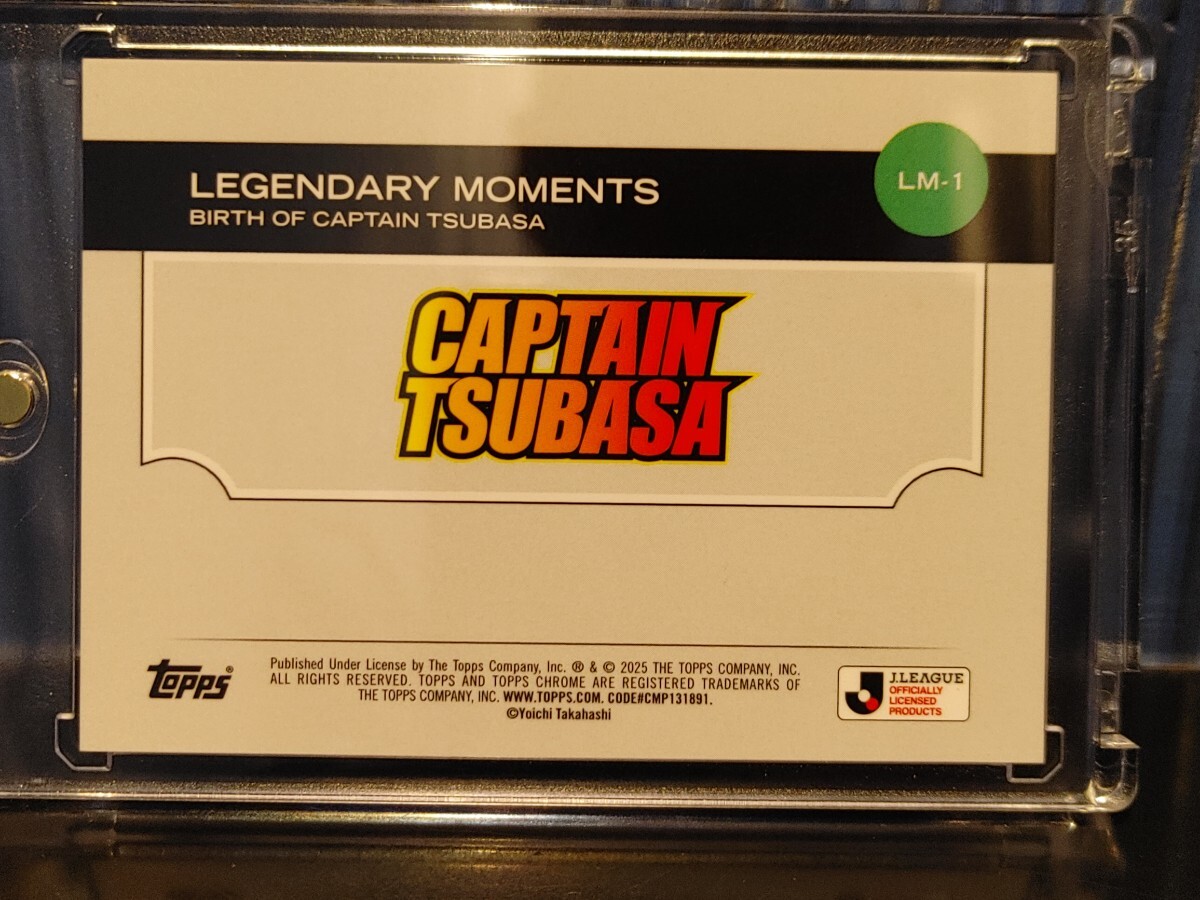 LEGENDARY MOMENTS
BIRTH OF CAPTAIN TSUBASA
LM-1
CAPTAIN
TSUBASA
topps®
Published Under License by The Topps Company, Inc. ® & © 2025 THE TOPPS COMPANY, INC.
ALL RIGHTS RESERVED. TOPPS AND TOPPS CHROME ARE REGISTERED TRADEMARKS OF
THE TOPPS COMPANY, INC. WWW.TOPPS.COM. CODE#CMP131891.
©Yoichi Takahashi
J.LEAGUE
OFFICIALLY
LICENSED
PRODUCTS